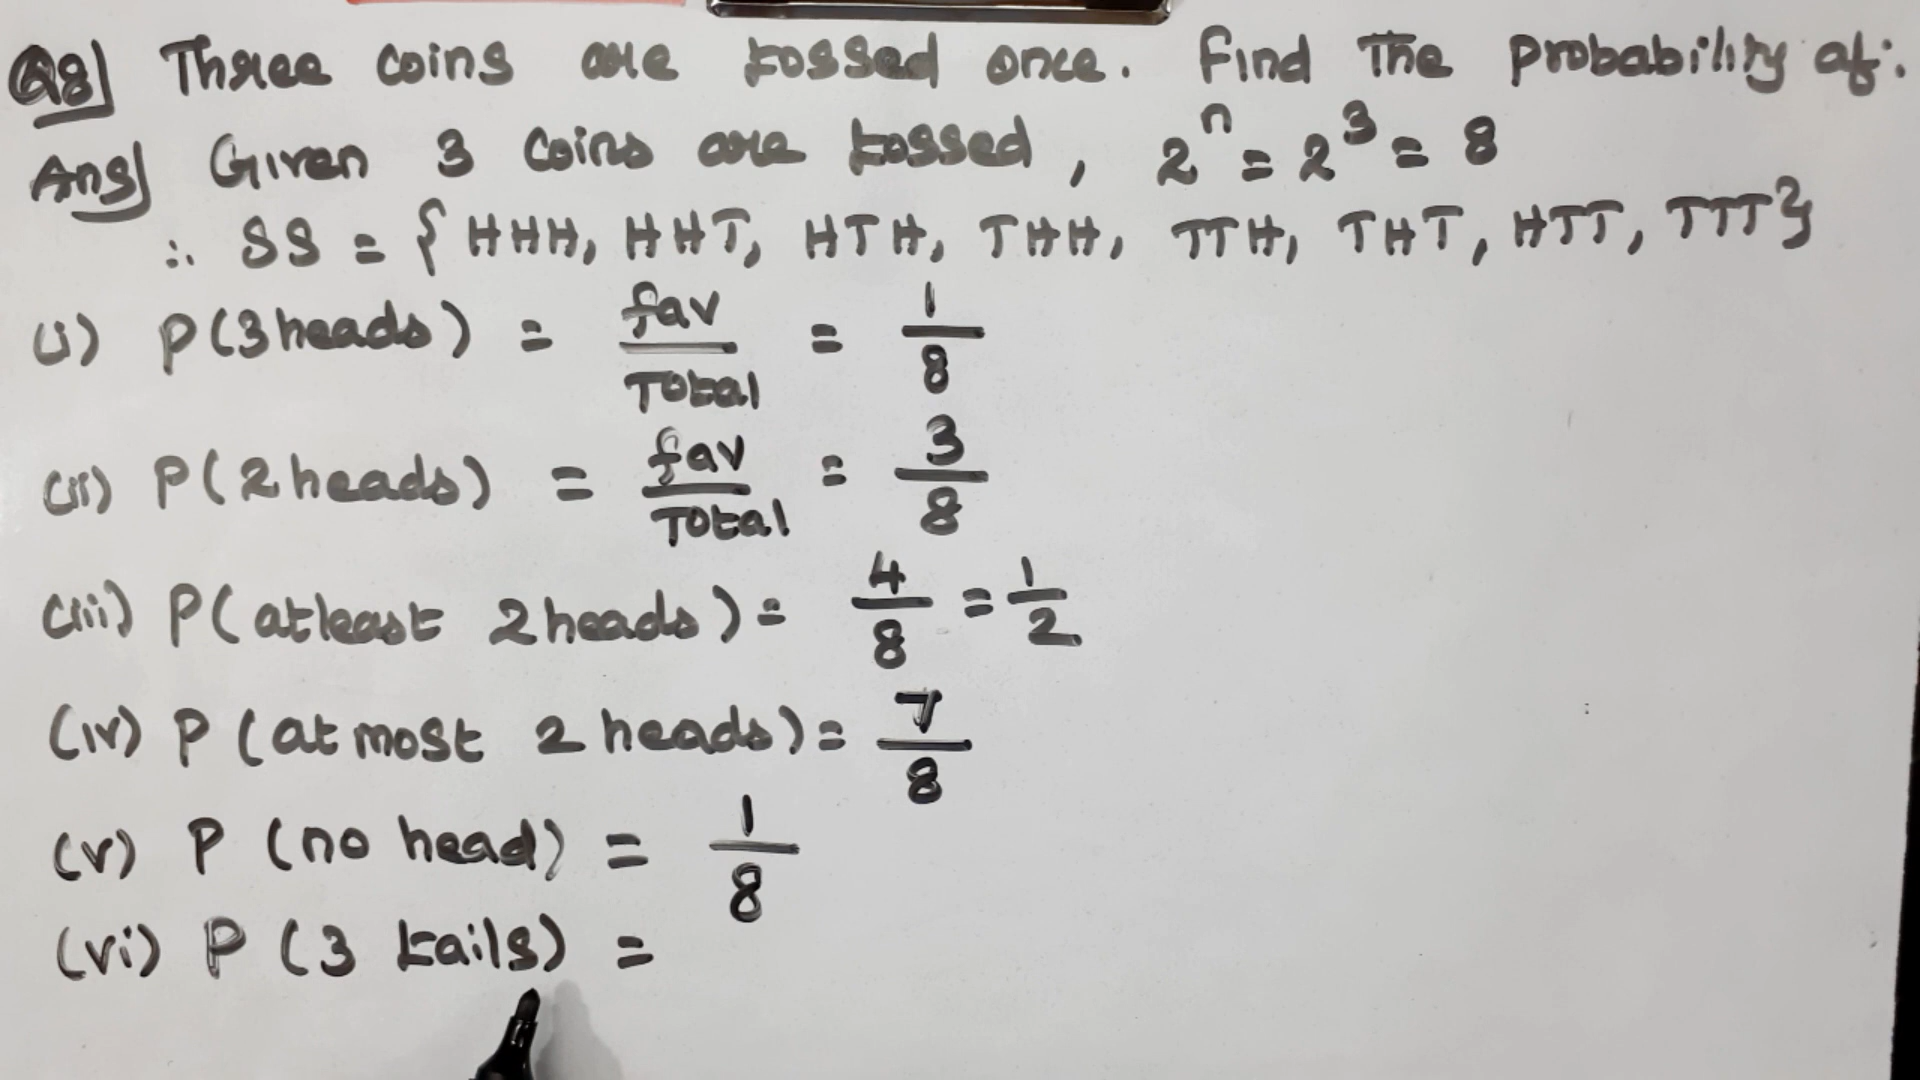 Q8] Three coins are tossed once. Find The Probability of:
Ans] Given 3 coins are tossed, 2^n = 2^3 = 8
∴ SS = { HHH, HHT, HTH, THH, TTH, THT, HTT, TTT}
(i) P(3 heads) = fav/Total = 1/8
(ii) P(2 heads) = fav/Total = 3/8
(iii) P(atleast 2 heads) = 4/8 = 1/2
(iv) P (at most 2 heads) = 7/8
(v) P (no head) = 1/8
(vi) P (3 tails) =